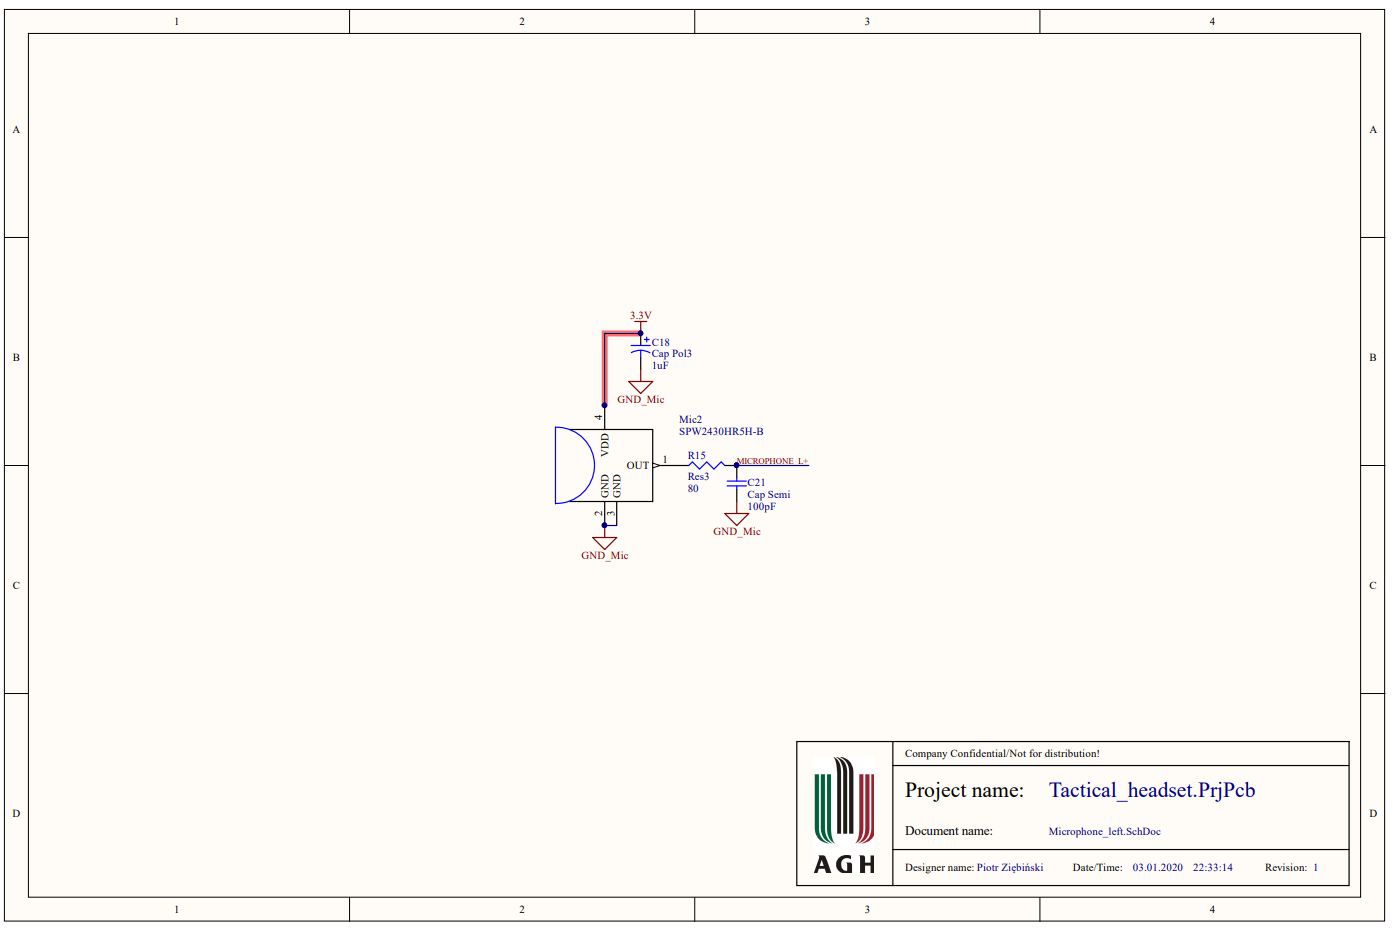 1 2 3 4
A A
3.3V
C18
B B
Cap Pol3
1uF
GND_Mic
4
Mic2
SPW2430HR5H-B
VDD
R15
MICROPHONE_L+
OUT
1
Res3
80
GND
GND
C21
Cap Semi
100pF
2
3
GND_Mic
GND_Mic
C C
Company Confidential/Not for distribution!
Project name: Tactical_headset.PrjPcb
D D
Document name: Microphone_left.SchDoc
AGH
Designer name: Piotr Ziębiński Date/Time: 03.01.2020 22:33:14 Revision: 1
1 2 3 4